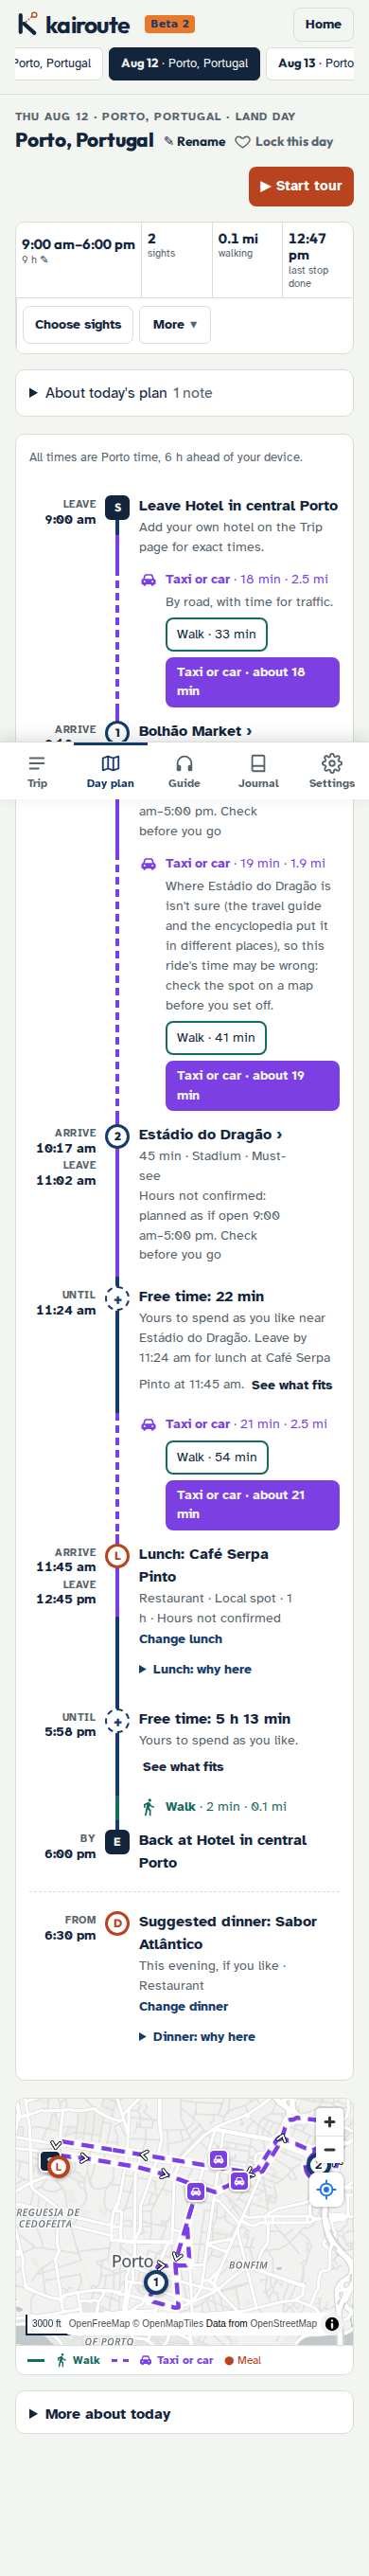 kairoute
Beta 2
Home
Porto, Portugal
Aug 12 · Porto, Portugal
Aug 13 · Porto
THU AUG 12 · PORTO, PORTUGAL · LAND DAY
Porto, Portugal ✎ Rename ♡ Lock this day
▶ Start tour
9:00 am–6:00 pm
9 h ✎
2
sights
0.1 mi
walking
12:47
pm
last stop
done
Choose sights
More ▼
▶ About today's plan 1 note
All times are Porto time, 6 h ahead of your device.
LEAVE
9:00 am
S
Leave Hotel in central Porto
Add your own hotel on the Trip
page for exact times.
Taxi or car · 18 min · 2.5 mi
By road, with time for traffic.
Walk · 33 min
Taxi or car · about 18
min
ARRIVE
1
Bolhão Market ›
Trip
Day plan
Guide
Journal
Settings
am–5:00 pm. Check
before you go
Taxi or car · 19 min · 1.9 mi
Where Estádio do Dragão is
isn't sure (the travel guide
and the encyclopedia put it
in different places), so this
ride's time may be wrong:
check the spot on a map
before you set off.
Walk · 41 min
Taxi or car · about 19
min
ARRIVE
10:17 am
LEAVE
11:02 am
2
Estádio do Dragão ›
45 min · Stadium · Must-
see
Hours not confirmed:
planned as if open 9:00
am–5:00 pm. Check
before you go
UNTIL
11:24 am
+
Free time: 22 min
Yours to spend as you like near
Estádio do Dragão. Leave by
11:24 am for lunch at Café Serpa
Pinto at 11:45 am. See what fits
Taxi or car · 21 min · 2.5 mi
Walk · 54 min
Taxi or car · about 21
min
ARRIVE
11:45 am
LEAVE
12:45 pm
L
Lunch: Café Serpa
Pinto
Restaurant · Local spot · 1
h · Hours not confirmed
Change lunch
▶ Lunch: why here
UNTIL
5:58 pm
+
Free time: 5 h 13 min
Yours to spend as you like.
See what fits
Walk · 2 min · 0.1 mi
BY
6:00 pm
E
Back at Hotel in central
Porto
FROM
6:30 pm
D
Suggested dinner: Sabor
Atlântico
This evening, if you like ·
Restaurant
Change dinner
▶ Dinner: why here
+
−
L
2
REGUESIA DE
CEDOFEITA
Porto
BONFIM
1
3000 ft
OpenFreeMap © OpenMapTiles Data from OpenStreetMap
OF PORTO
Walk
Taxi or car
Meal
▶ More about today